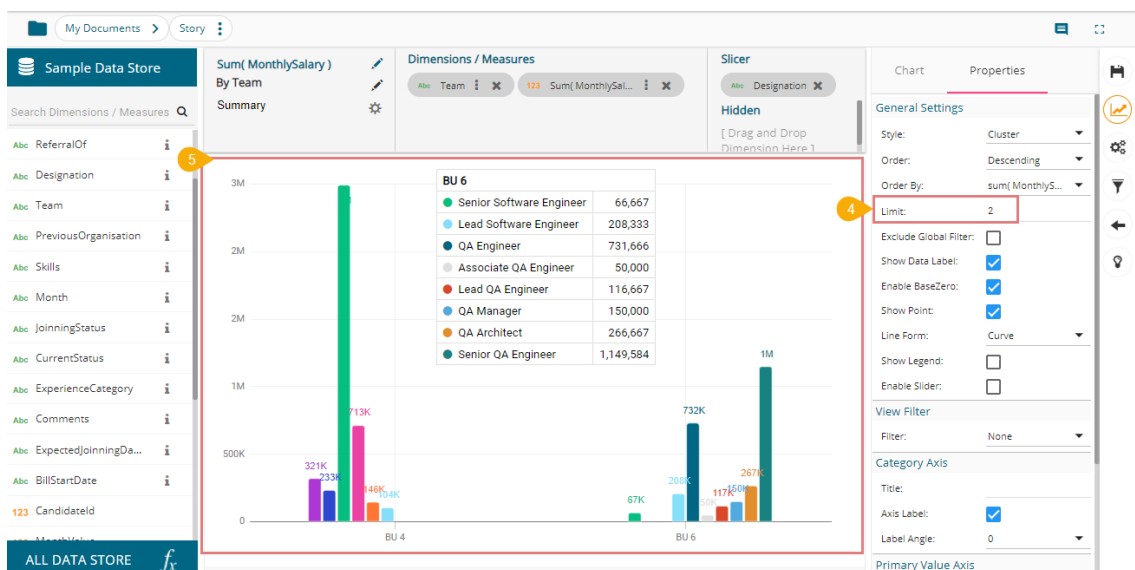 My Documents
Story
Sample Data Store
Search Dimensions / Measures
Abc ReferralOf i
Abc Designation i
Abc Team i
Abc PreviousOrganisation i
Abc Skills i
Abc Month i
Abc JoinningStatus i
Abc CurrentStatus i
Abc ExperienceCategory i
Abc Comments i
Abc ExpectedJoinningDa... i
Abc BillStartDate i
123 CandidateId
ALL DATA STORE fx
Sum( MonthlySalary )
By Team
Summary
Dimensions / Measures
Abc Team
123 Sum( MonthlySal...
Slicer
Abc Designation
Hidden
[ Drag and Drop
Dimension Here ]
5
3M
2M
2M
1M
500K
0
BU 6
Senior Software Engineer 66,667
Lead Software Engineer 208,333
QA Engineer 731,666
Associate QA Engineer 50,000
Lead QA Engineer 116,667
QA Manager 150,000
QA Architect 266,667
Senior QA Engineer 1,149,584
321K
233K
713K
146K
104K
67K
208K
732K
50K
117K
150K
267K
1M
BU 4
BU 6
Chart
Properties
General Settings
Style: Cluster
Order: Descending
Order By: sum( MonthlyS...
4
Limit: 2
Exclude Global Filter:
Show Data Label:
Enable BaseZero:
Show Point:
Line Form: Curve
Show Legend:
Enable Slider:
View Filter
Filter: None
Category Axis
Title:
Axis Label:
Label Angle: 0
Primary Value Axis